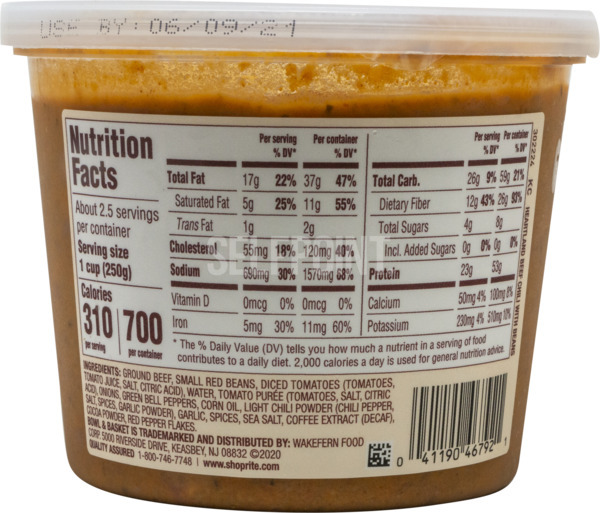 USE BY: 06/09/21
Nutrition Facts
About 2.5 servings
per container
Serving size
1 cup (250g)
Calories
310 per serving | 700 per container
Per serving % DV* Per container % DV*
Total Fat 17g 22% 37g 47%
Saturated Fat 5g 25% 11g 55%
Trans Fat 1g 2g
Cholesterol 55mg 18% 120mg 40%
Sodium 690mg 30% 1570mg 68%
Vitamin D 0mcg 0% 0mcg 0%
Iron 5mg 30% 11mg 60%
Per serving % DV* Per container % DV*
Total Carb. 26g 9% 59g 21%
Dietary Fiber 12g 43% 26g 93%
Total Sugars 4g 8g
Incl. Added Sugars 0g 0% 0g 0%
Protein 23g 53g
Calcium 50mg 4% 100mg 8%
Potassium 230mg 4% 510mg 10%
* The % Daily Value (DV) tells you how much a nutrient in a serving of food
contributes to a daily diet. 2,000 calories a day is used for general nutrition advice.
302226 KC HEARTLAND BEEF CHILI WITH BEANS
INGREDIENTS: GROUND BEEF, SMALL RED BEANS, DICED TOMATOES (TOMATOES,
TOMATO JUICE, SALT, CITRIC ACID), WATER, TOMATO PURÉE (TOMATOES, SALT, CITRIC
ACID), ONIONS, GREEN BELL PEPPERS, CORN OIL, LIGHT CHILI POWDER (CHILI PEPPER,
SALT, SPICES, GARLIC POWDER), GARLIC, SPICES, SEA SALT, COFFEE EXTRACT (DECAF),
COCOA POWDER, RED PEPPER FLAKES.
BOWL & BASKET IS TRADEMARKED AND DISTRIBUTED BY: WAKEFERN FOOD
CORP. 5000 RIVERSIDE DRIVE, KEASBEY, NJ 08832 ©2020
QUALITY ASSURED 1-800-746-7748 | www.shoprite.com
0 41190 46792 1